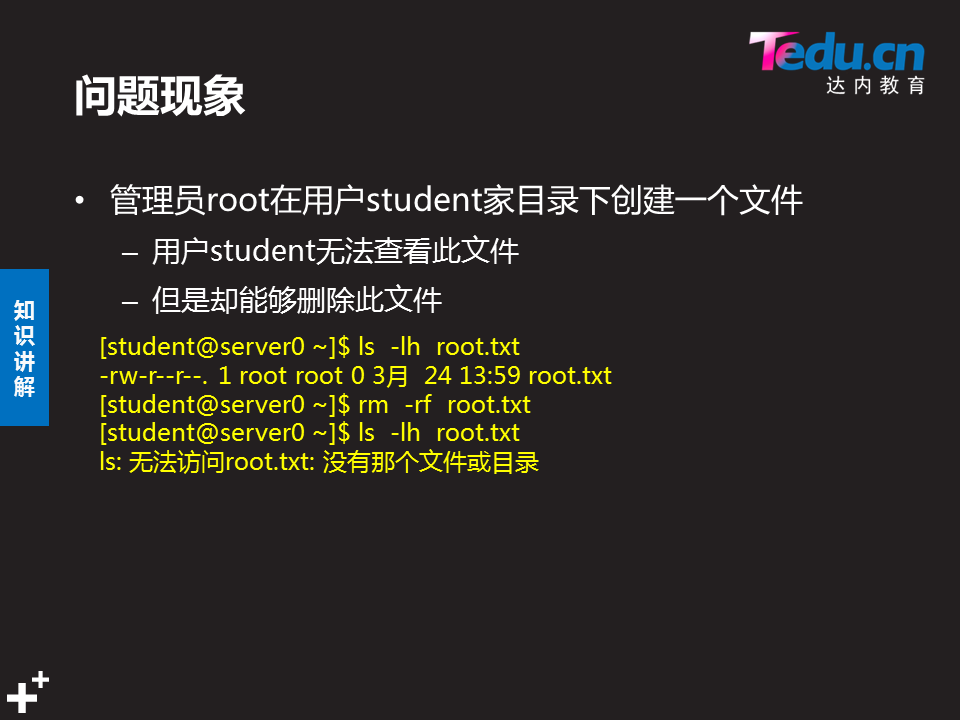 Tedu.cn
达内教育
问题现象
• 管理员root在用户student家目录下创建一个文件
– 用户student无法查看此文件
– 但是却能够删除此文件
知识讲解
[student@server0 ~]$ ls -lh root.txt
-rw-r--r--. 1 root root 0 3月 24 13:59 root.txt
[student@server0 ~]$ rm -rf root.txt
[student@server0 ~]$ ls -lh root.txt
ls: 无法访问root.txt: 没有那个文件或目录